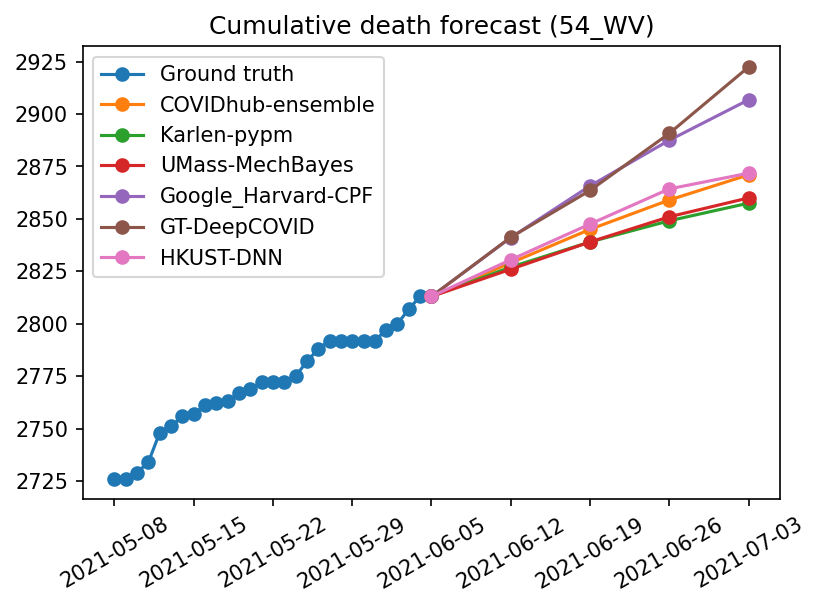 Cumulative death forecast (54_WV)
2925
2900
2875
2850
2825
2800
2775
2750
2725
Ground truth
COVIDhub-ensemble
Karlen-pypm
UMass-MechBayes
Google_Harvard-CPF
GT-DeepCOVID
HKUST-DNN
2021-05-08
2021-05-15
2021-05-22
2021-05-29
2021-06-05
2021-06-12
2021-06-19
2021-06-26
2021-07-03